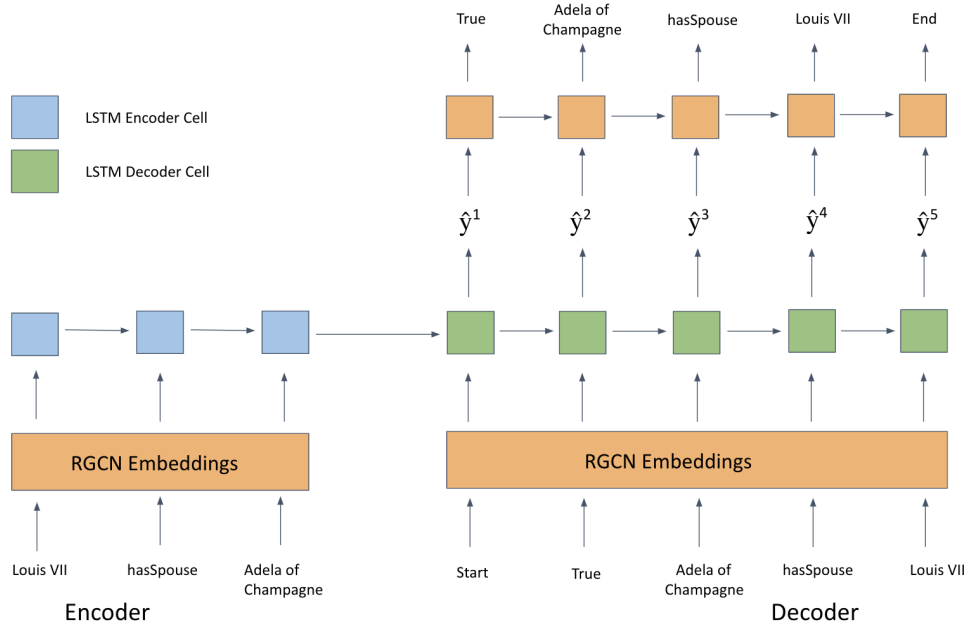 True
Adela of
Champagne
hasSpouse
Louis VII
End
LSTM Encoder Cell
LSTM Decoder Cell
ŷ1
ŷ2
ŷ3
ŷ4
ŷ5
RGCN Embeddings
RGCN Embeddings
Louis VII
hasSpouse
Adela of
Champagne
Start
True
Adela of
Champagne
hasSpouse
Louis VII
Encoder
Decoder